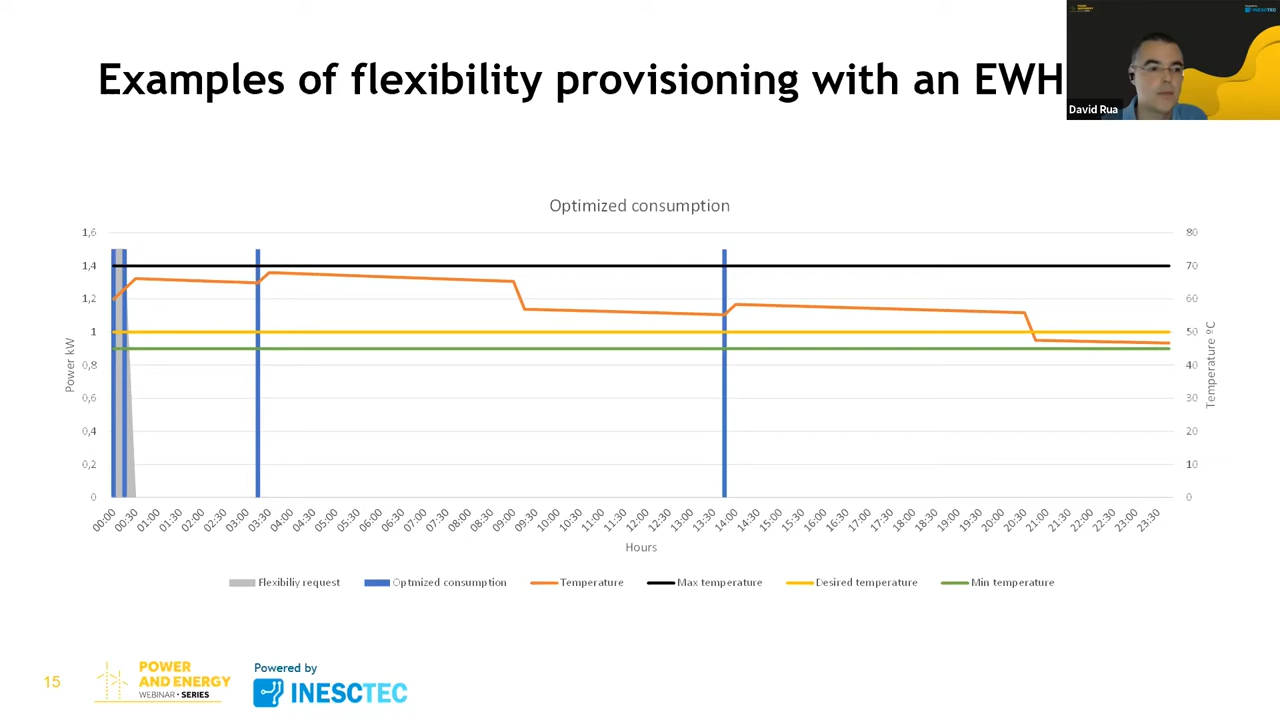 Examples of flexibility provisioning with an EWH
INESCTEC
David Rua
Optimized consumption
1,6
1,4
1,2
1
0,8
0,6
0,4
0,2
0
Power kW
80
70
60
50
40
30
20
10
0
Temperature ºC
00:00 00:30 01:00 01:30 02:00 02:30 03:00 03:30 04:00 04:30 05:00 05:30 06:00 06:30 07:00 07:30 08:00 08:30 09:00 09:30 10:00 10:30 11:00 11:30 12:00 12:30 13:00 13:30 14:00 14:30 15:00 15:30 16:00 16:30 17:00 17:30 18:00 18:30 19:00 19:30 20:00 20:30 21:00 21:30 22:00 22:30 23:00 23:30
Hours
Flexibiliy request Optmized consumption Temperature Max temperature Desired temperature Min temperature
15
POWER
AND ENERGY
WEBINAR • SERIES
Powered by
INESCTEC